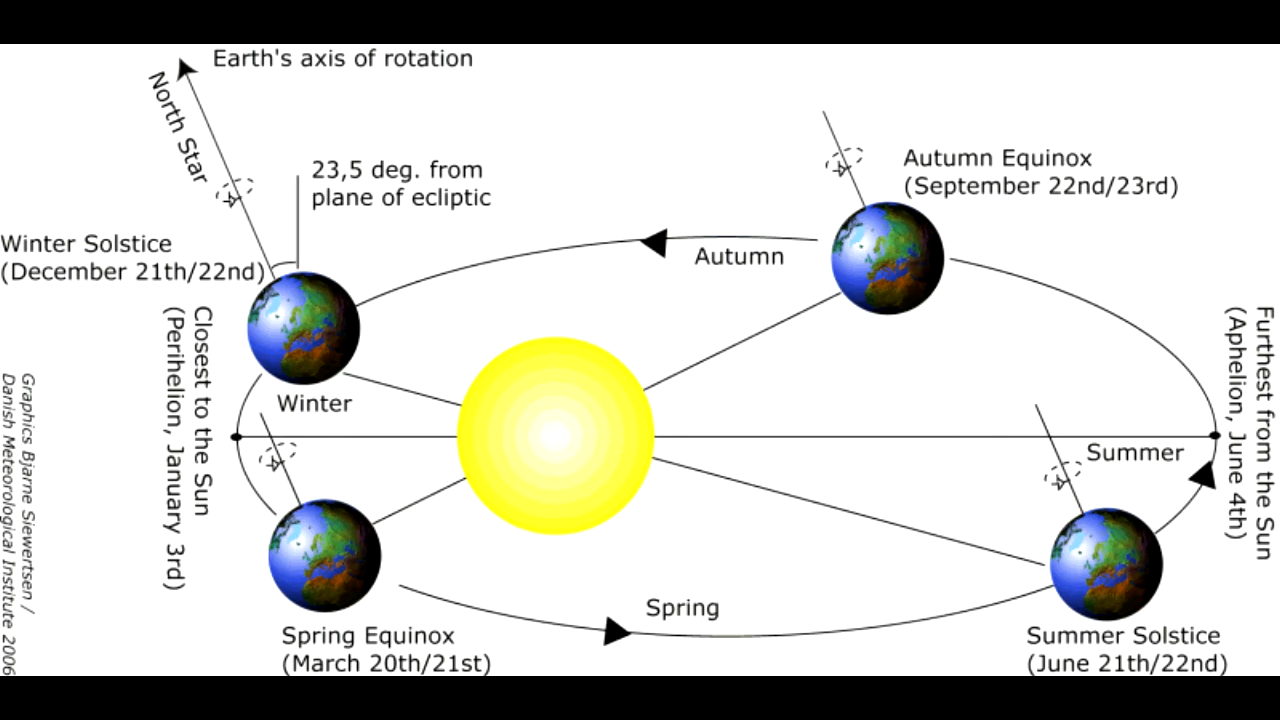 Earth's axis of rotation
North Star
23,5 deg. from
plane of ecliptic
Autumn Equinox
(September 22nd/23rd)
Winter Solstice
(December 21th/22nd)
Autumn
Closest to the Sun
(Perihelion, January 3rd)
Furthest from the Sun
(Aphelion, June 4th)
Winter
Summer
Graphics Bjarne Siewertsen /
Danish Meteorological Institute 2006
Spring
Spring Equinox
(March 20th/21st)
Summer Solstice
(June 21th/22nd)